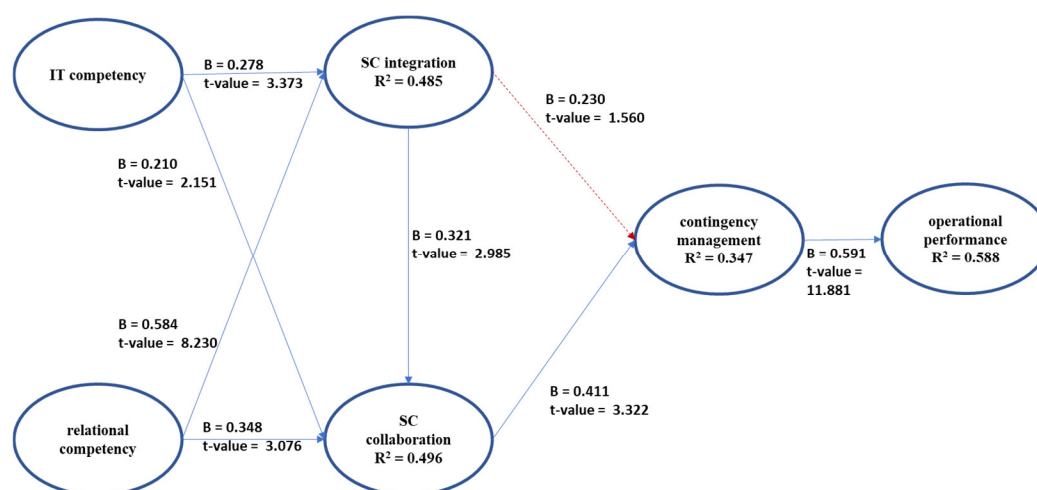 IT competency
B = 0.278
t-value =  3.373
SC integration
R² = 0.485
B = 0.230
t-value =  1.560
B = 0.210
t-value =  2.151
B = 0.321
t-value =  2.985
contingency
management
R² = 0.347
B = 0.591
t-value =
11.881
operational
performance
R² = 0.588
B = 0.584
t-value =  8.230
B = 0.411
t-value =  3.322
relational
competency
B = 0.348
t-value =  3.076
SC
collaboration
R² = 0.496